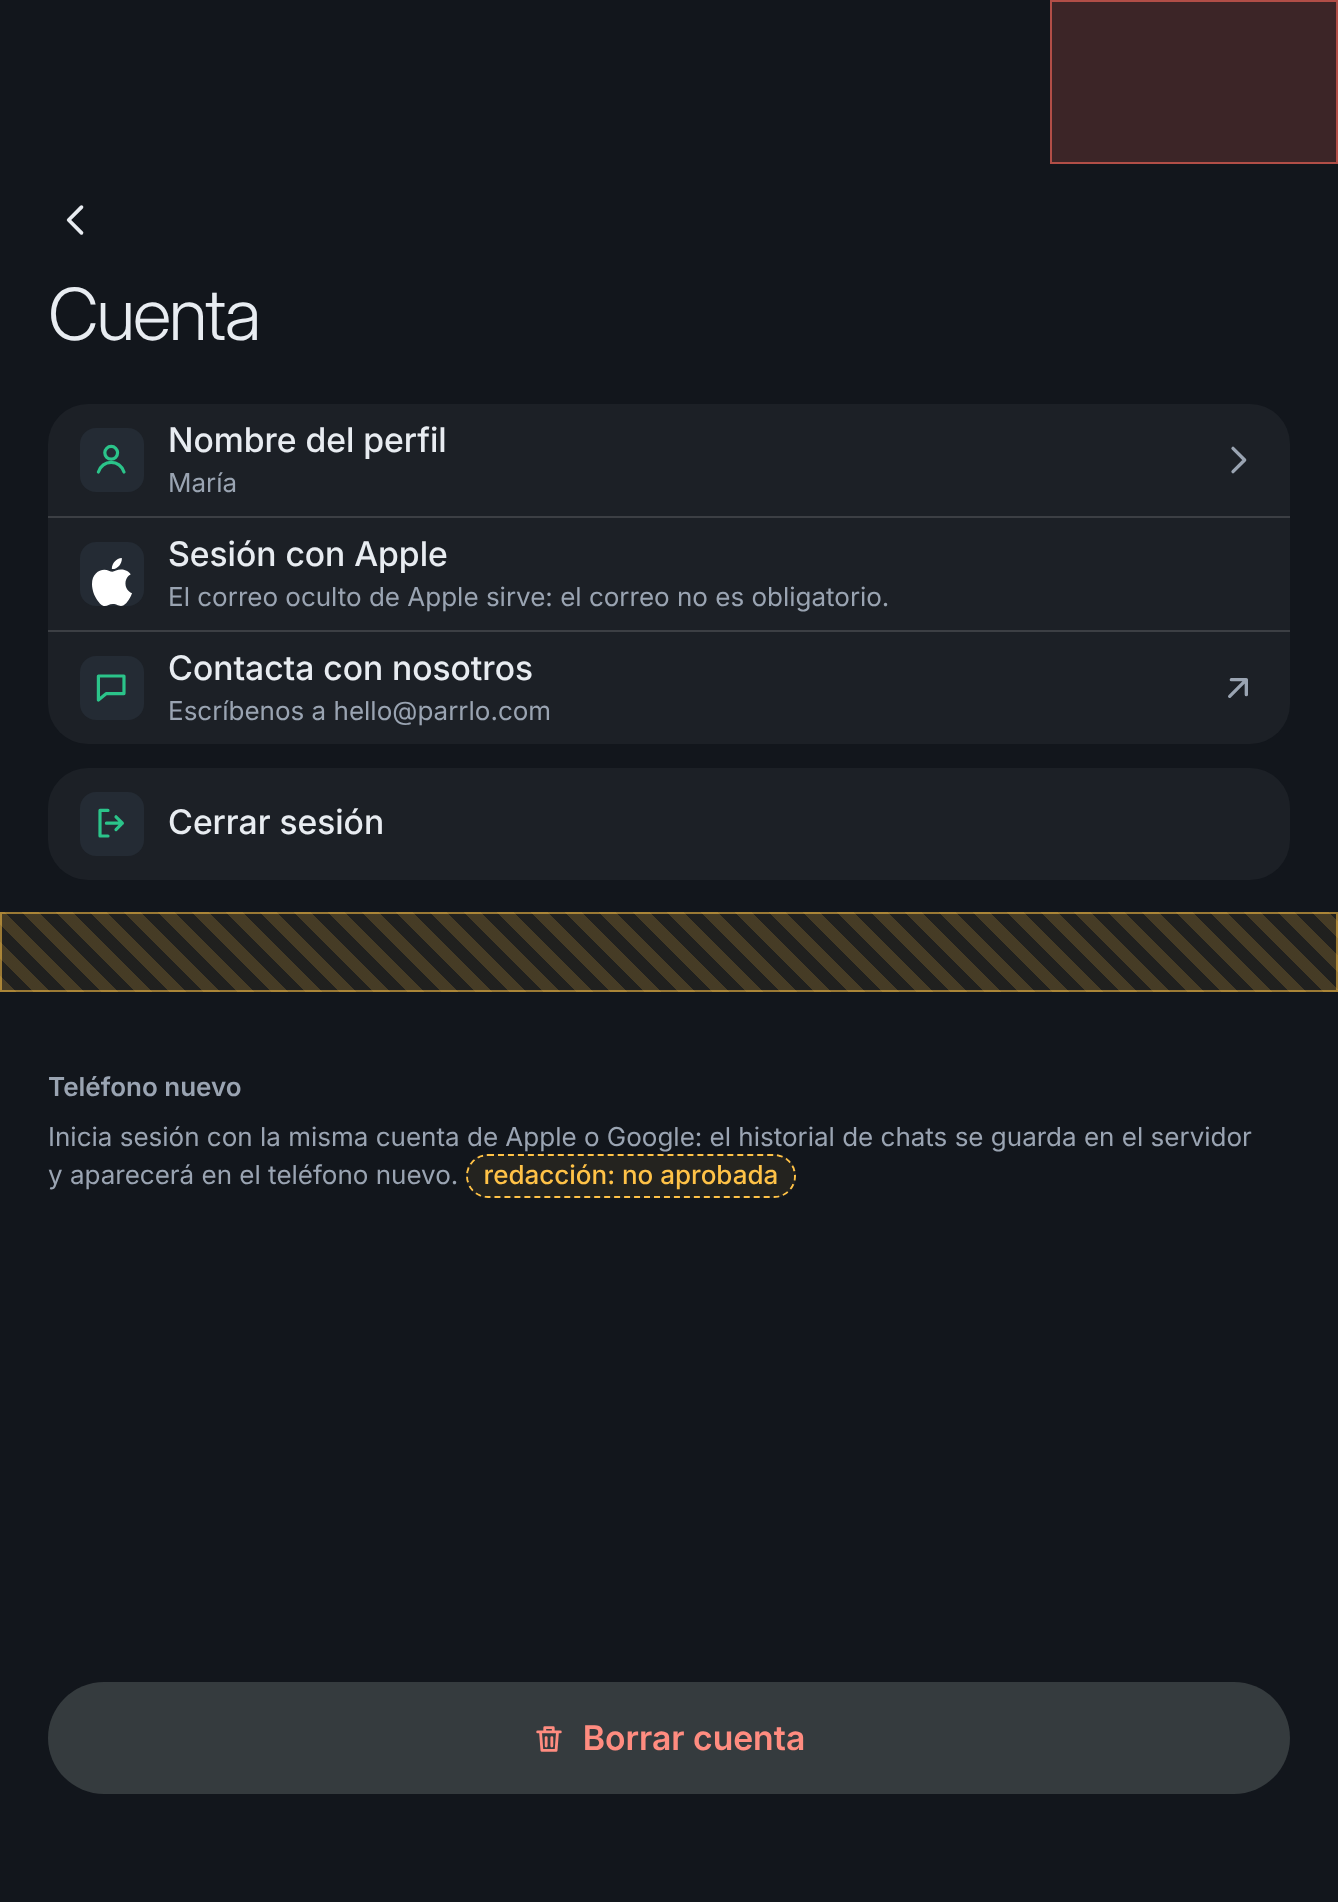 Cuenta
Nombre del perfil
María
Sesión con Apple
El correo oculto de Apple sirve: el correo no es obligatorio.
Contacta con nosotros
Escríbenos a hello@parrlo.com
Cerrar sesión
Teléfono nuevo
Inicia sesión con la misma cuenta de Apple o Google: el historial de chats se guarda en el servidor
y aparecerá en el teléfono nuevo. redacción: no aprobada
Borrar cuenta